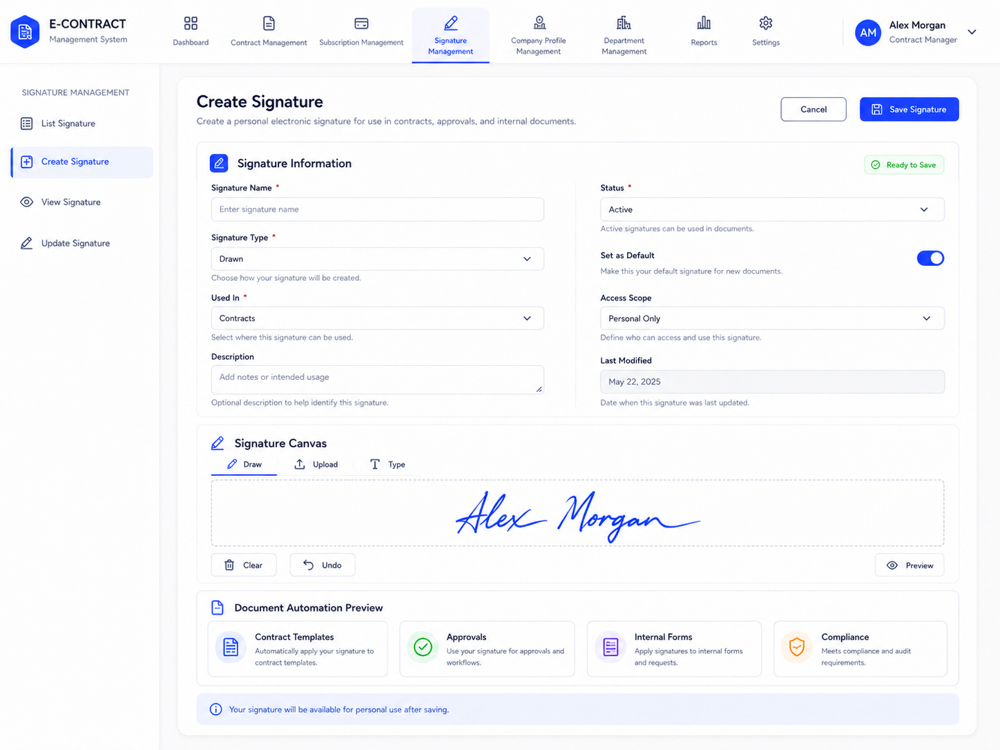 E-CONTRACT
Management System
Dashboard
Contract Management
Subscription Management
Signature
Management
Company Profile
Management
Department
Management
Reports
Settings
AM
Alex Morgan
Contract Manager
SIGNATURE MANAGEMENT
List Signature
Create Signature
View Signature
Update Signature
Create Signature
Create a personal electronic signature for use in contracts, approvals, and internal documents.
Cancel
Save Signature
Signature Information
Ready to Save
Signature Name *
Enter signature name
Signature Type *
Drawn
Choose how your signature will be created.
Used In *
Contracts
Select where this signature can be used.
Description
Add notes or intended usage
Optional description to help identify this signature.
Status *
Active
Active signatures can be used in documents.
Set as Default
Make this your default signature for new documents.
Access Scope
Personal Only
Define who can access and use this signature.
Last Modified
May 22, 2025
Date when this signature was last updated.
Signature Canvas
Draw
Upload
Type
Alex Morgan
Clear
Undo
Preview
Document Automation Preview
Contract Templates
Automatically apply your signature to
contract templates.
Approvals
Use your signature for approvals and
workflows.
Internal Forms
Apply signatures to internal forms
and requests.
Compliance
Meets compliance and audit
requirements.
Your signature will be available for personal use after saving.